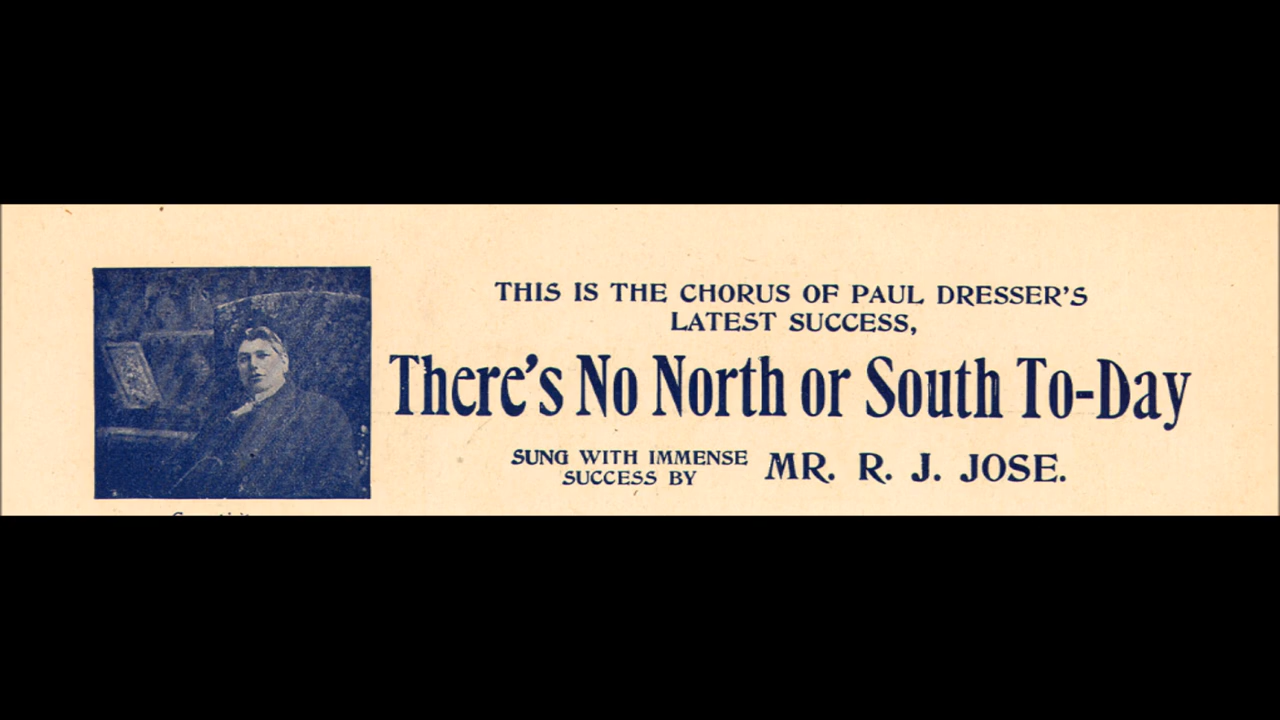 THIS IS THE CHORUS OF PAUL DRESSER'S
LATEST SUCCESS,
There's No North or South To-Day
SUNG WITH IMMENSE
SUCCESS BY
MR. R. J. JOSE.